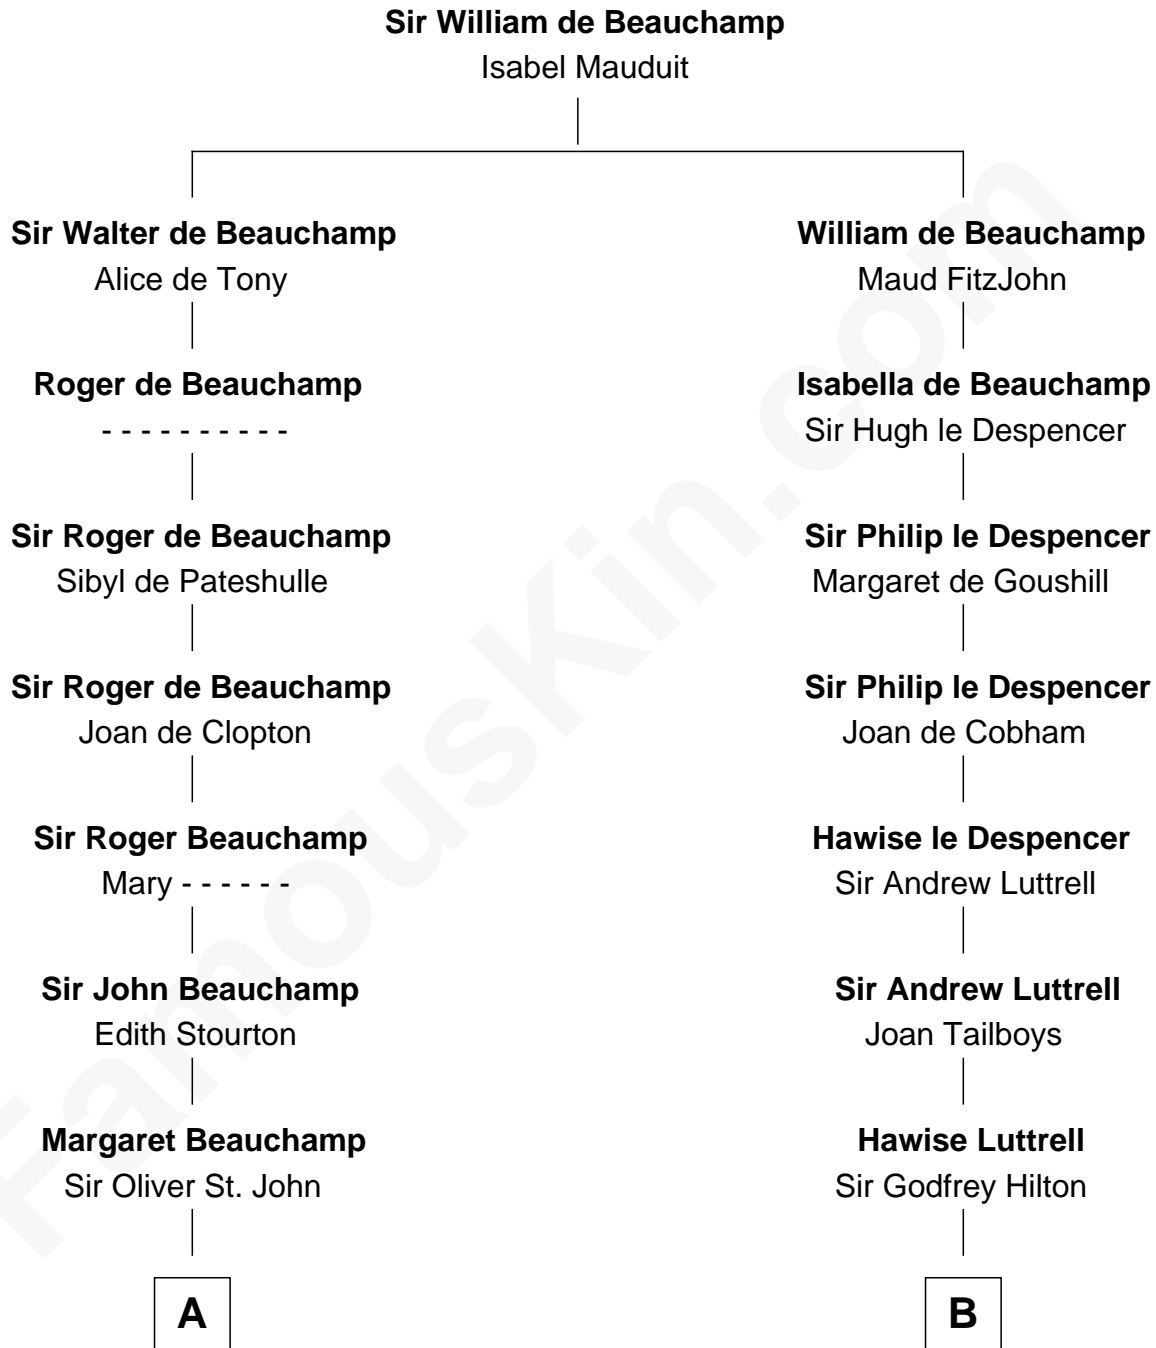 Sir William de Beauchamp
Isabel Mauduit
Sir Walter de Beauchamp
Alice de Tony
William de Beauchamp
Maud FitzJohn
Roger de Beauchamp
- - - - - - - - - -
Isabella de Beauchamp
Sir Hugh le Despencer
Sir Roger de Beauchamp
Sibyl de Pateshulle
Sir Philip le Despencer
Margaret de Goushill
Sir Roger de Beauchamp
Joan de Clopton
Sir Philip le Despencer
Joan de Cobham
Sir Roger Beauchamp
Mary - - - - - -
Hawise le Despencer
Sir Andrew Luttrell
Sir John Beauchamp
Edith Stourton
Sir Andrew Luttrell
Joan Tailboys
Margaret Beauchamp
Sir Oliver St. John
Hawise Luttrell
Sir Godfrey Hilton
A
B
FamousKin.com